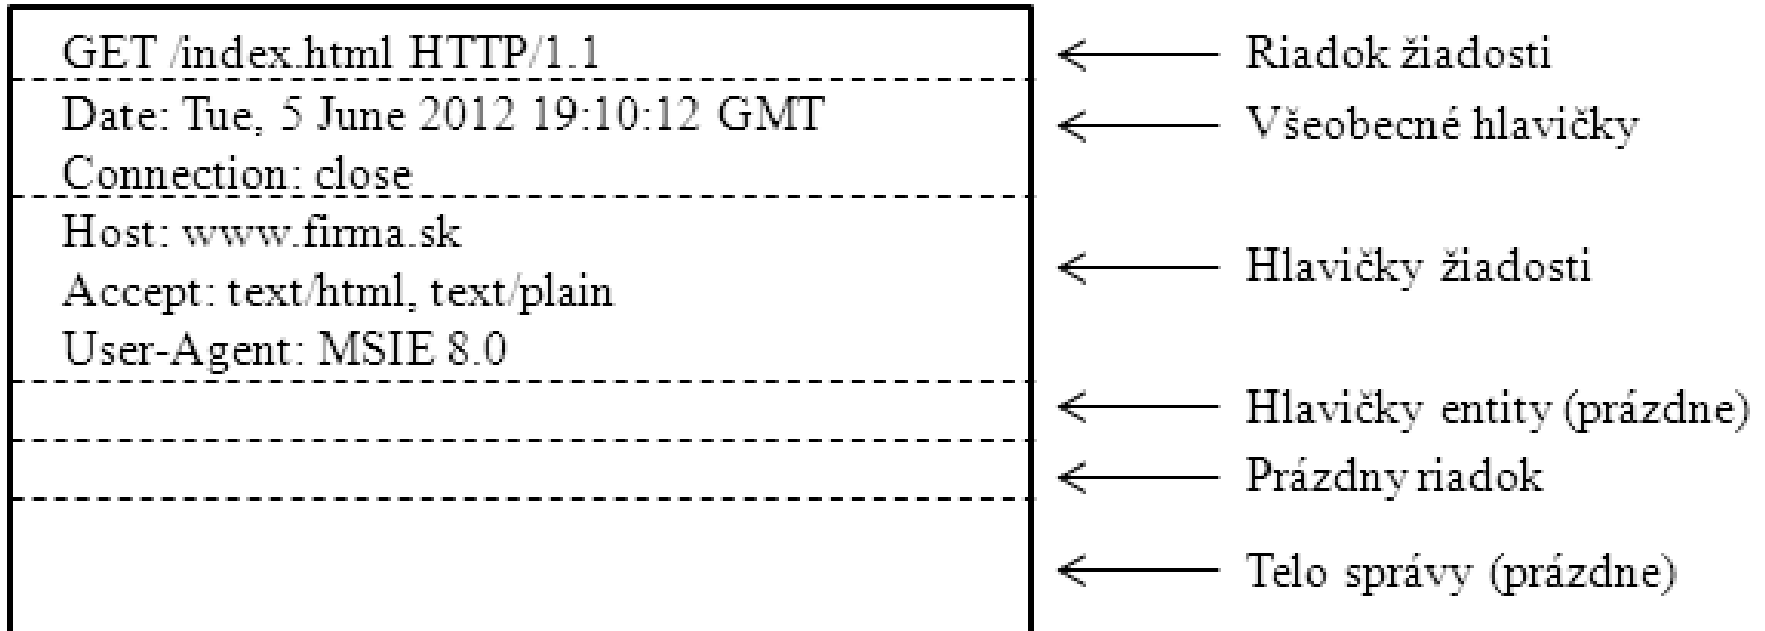 GET /index.html HTTP/1.1
Riadok žiadosti
Date: Tue, 5 June 2012 19:10:12 GMT
Všeobecné hlavičky
Connection: close
Host: www.firma.sk
Accept: text/html, text/plain
Hlavičky žiadosti
User-Agent: MSIE 8.0
Hlavičky entity (prázdne)
Prázdny riadok
Telo správy (prázdne)